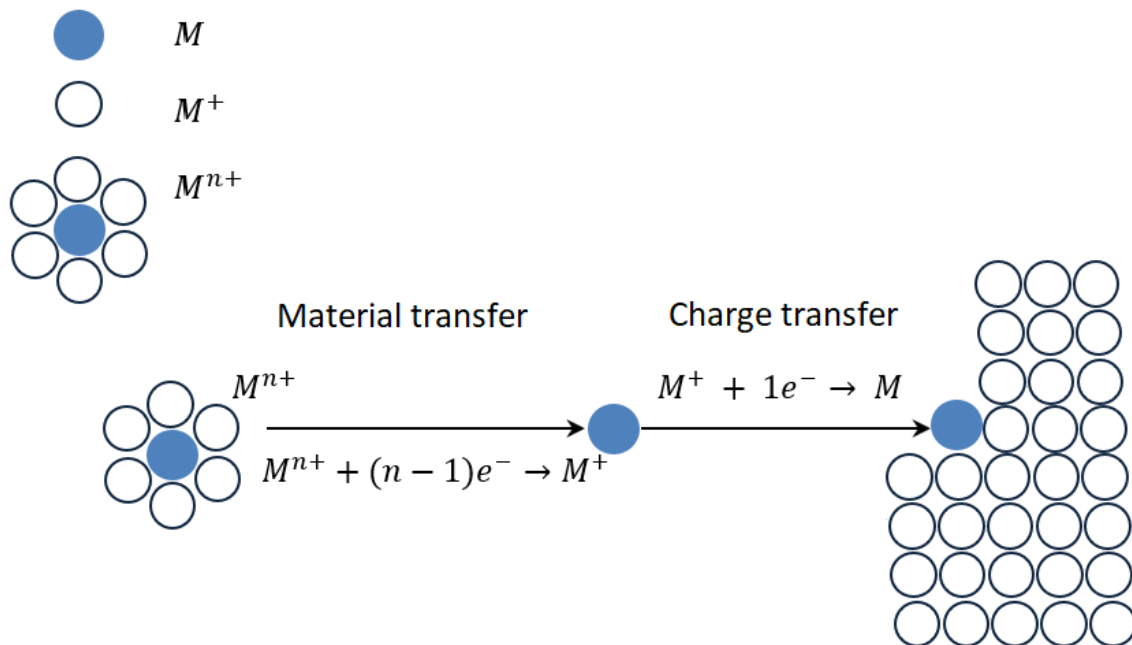 M
M⁺
Mⁿ⁺
Material transfer
Charge transfer
Mⁿ⁺
M⁺ + 1e⁻ → M
Mⁿ⁺ + (n − 1)e⁻ → M⁺